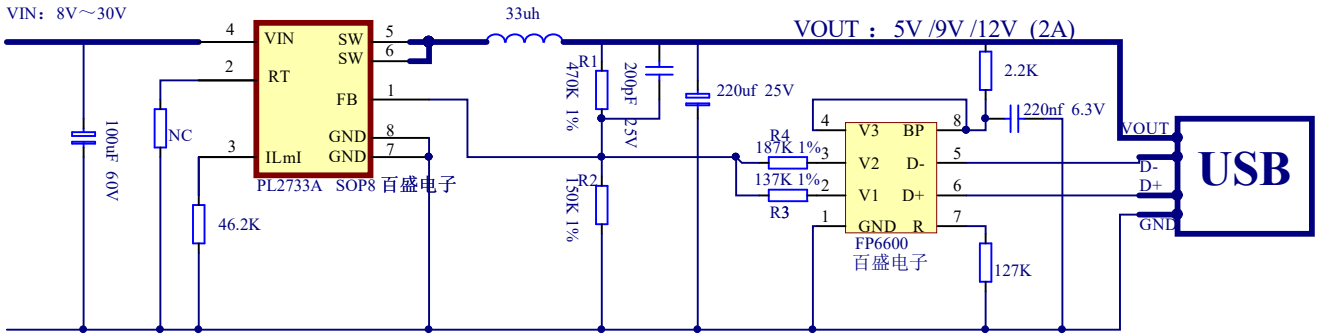 VIN：8V～30V
33uh
VOUT ： 5V /9V /12V (2A)
4
VIN
SW
5
SW
6
2
RT
1
FB
8
GND
GND
7
3
ILmI
PL2733A SOP8 百盛电子
100uF 60V
NC
46.2K
R1
470K 1%
200pF 25V
220uf 25V
2.2K
220nf 6.3V
R4
187K 1%
137K 1%
R3
R2
150K 1%
4
V3
BP
8
3
V2
D-
5
2
V1
D+
6
1
GND
R
7
FP6600
百盛电子
127K
VOUT
D-
D+
GND
USB